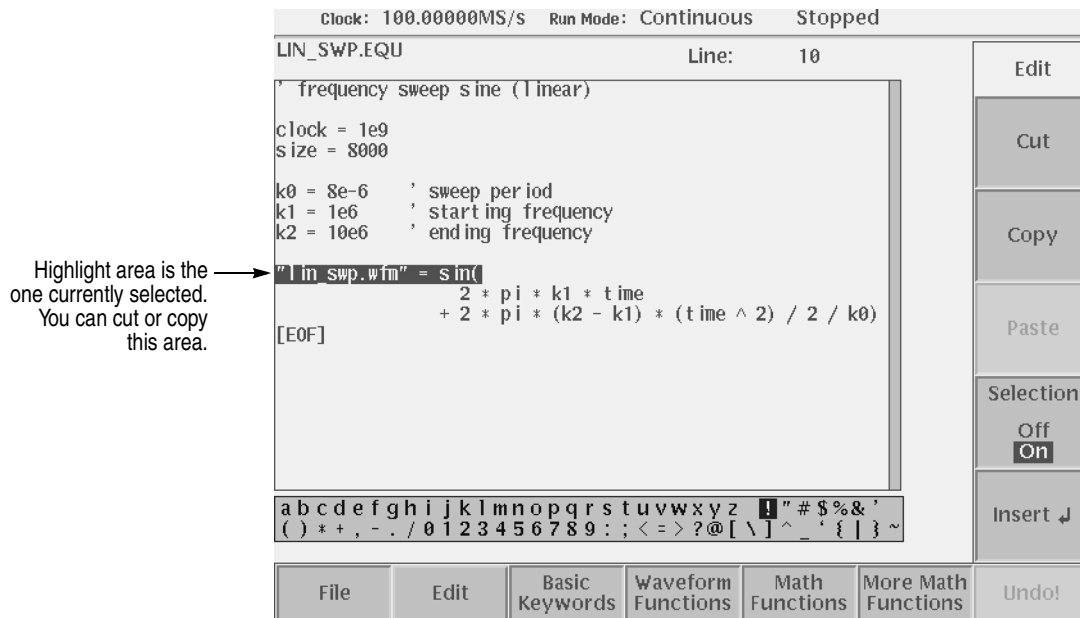 Clock: 100.00000MS/s Run Mode: Continuous Stopped
LIN_SWP.EQU Line: 10
' frequency sweep sine (linear)
clock = 1e9
size = 8000
k0 = 8e-6 ' sweep period
k1 = 1e6 ' starting frequency
k2 = 10e6 ' ending frequency
"lin_swp.wfm" = sin(
2 * pi * k1 * time
+ 2 * pi * (k2 - k1) * (time ^ 2) / 2 / k0)
[EOF]
Highlight area is the
one currently selected.
You can cut or copy
this area.
abcdefghijklmnopqrstuvwxyz !"#$%&'
()*+,-./0123456789:;<=>?@[\]^_‘{|}~
Edit
Cut
Copy
Paste
Selection
Off
On
Insert ↲
File
Edit
Basic
Keywords
Waveform
Functions
Math
Functions
More Math
Functions
Undo!